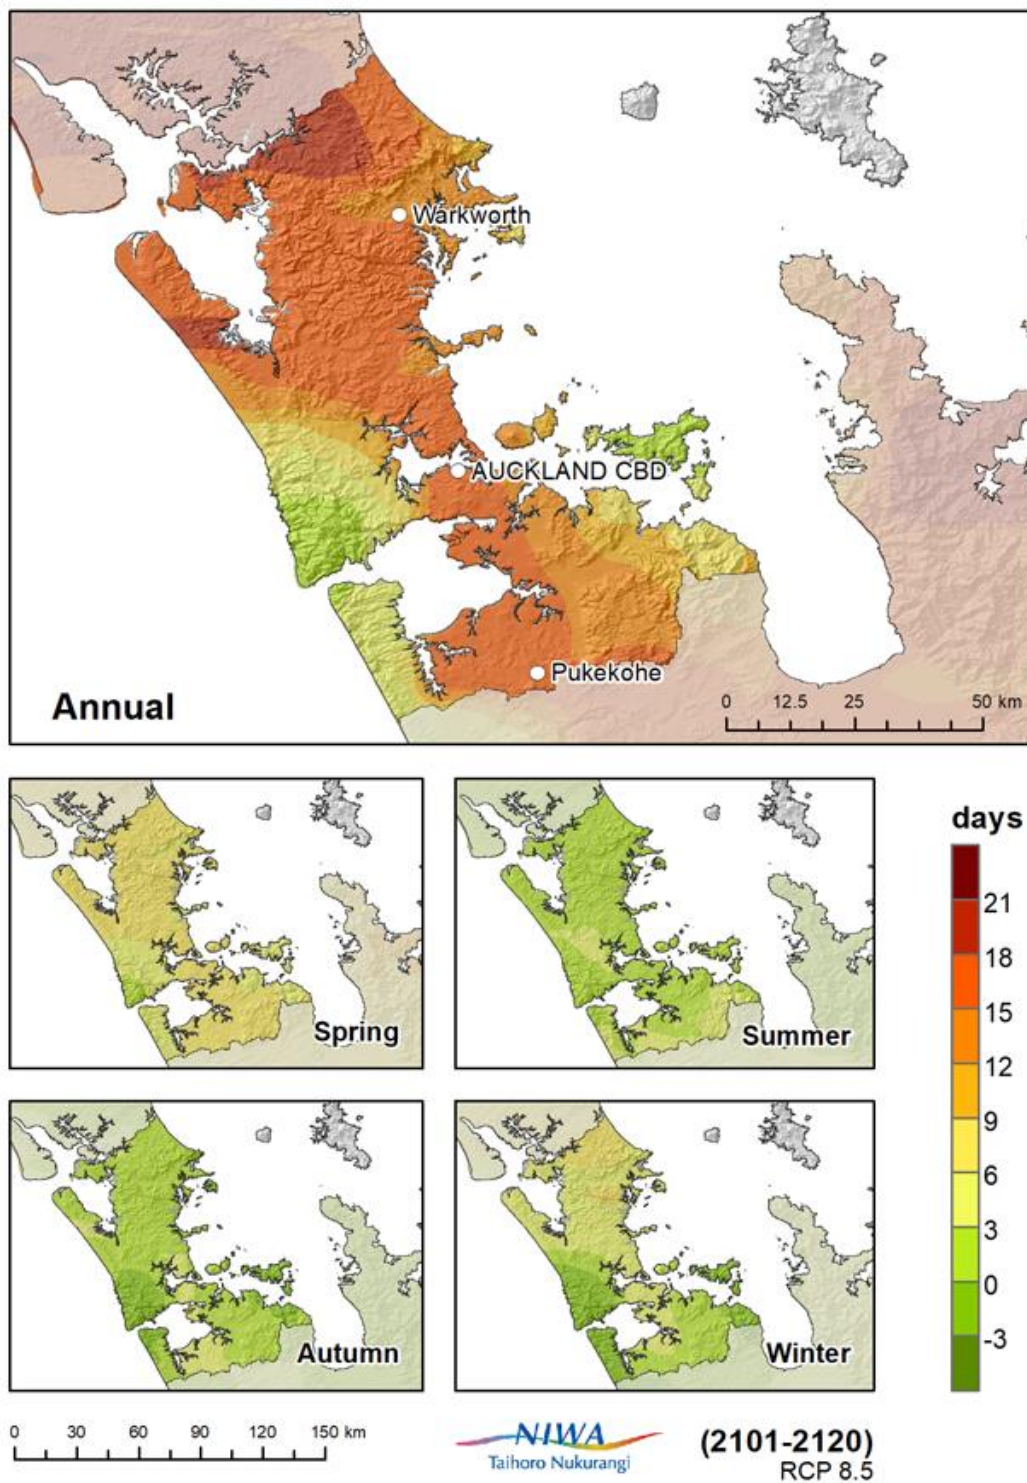 Warkworth
AUCKLAND CBD
Pukekohe
Annual
0 12.5 25 50 km
Spring
Summer
Autumn
Winter
days
21
18
15
12
9
6
3
0
-3
0 30 60 90 120 150 km
NIWA
Taihoro Nukurangi
(2101-2120)
RCP 8.5